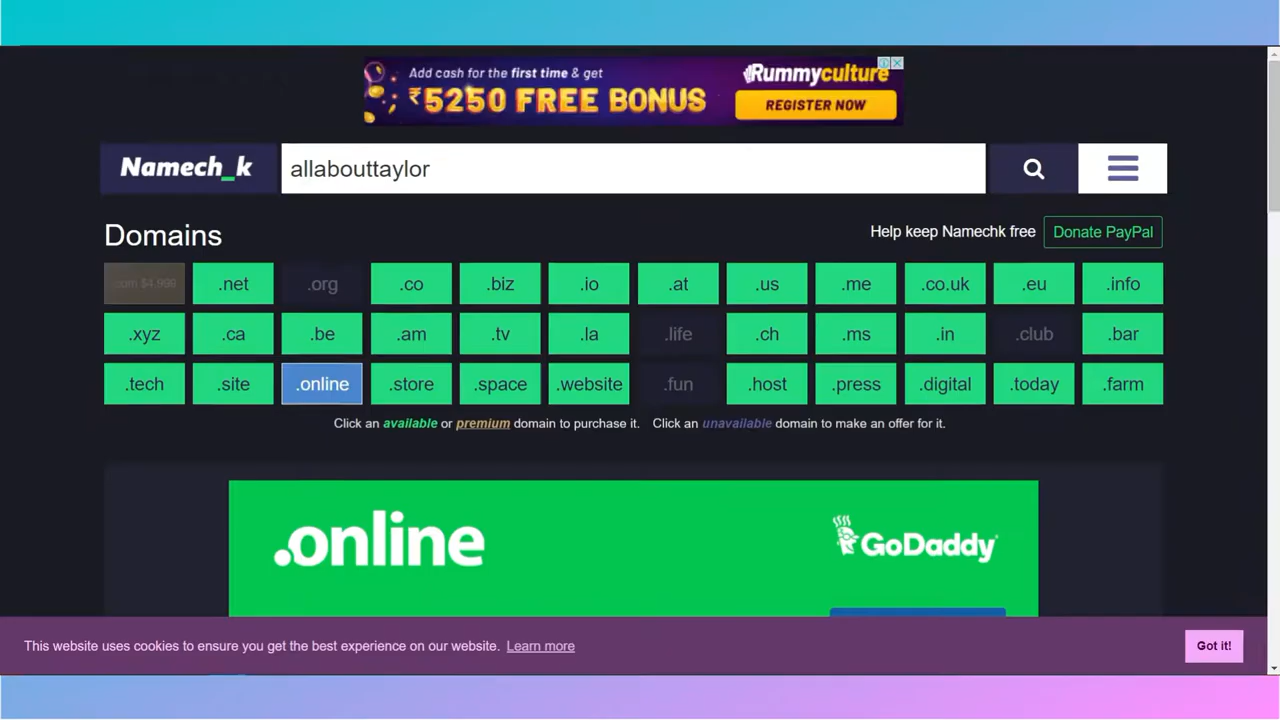 Add cash for the first time & get
₹5250 FREE BONUS
Rummyculture
REGISTER NOW
Namech_k
allabouttaylor
Domains
Help keep Namechk free
Donate PayPal
.com $4,999 .net .org .co .biz .io .at .us .me .co.uk .eu .info
.xyz .ca .be .am .tv .la .life .ch .ms .in .club .bar
.tech .site .online .store .space .website .fun .host .press .digital .today .farm
Click an available or premium domain to purchase it. Click an unavailable domain to make an offer for it.
.online
GoDaddy
This website uses cookies to ensure you get the best experience on our website. Learn more
Got it!